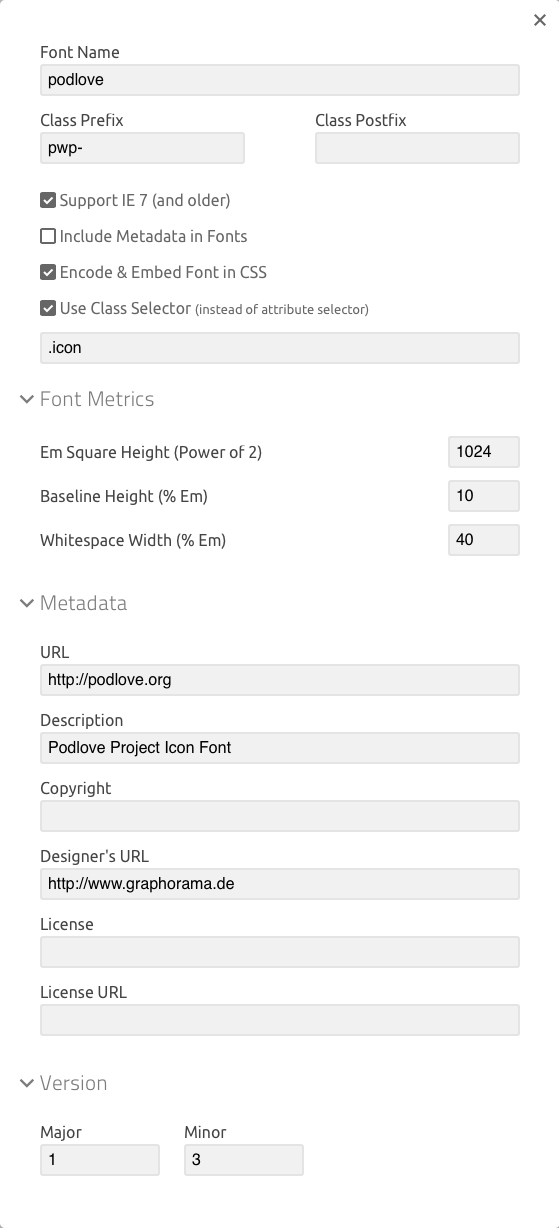 Font Name
podlove
Class Prefix Class Postfix
pwp-
Support IE 7 (and older)
Include Metadata in Fonts
Encode & Embed Font in CSS
Use Class Selector (instead of attribute selector)
.icon
Font Metrics
Em Square Height (Power of 2) 1024
Baseline Height (% Em) 10
Whitespace Width (% Em) 40
Metadata
URL
http://podlove.org
Description
Podlove Project Icon Font
Copyright
Designer's URL
http://www.graphorama.de
License
License URL
Version
Major Minor
1 3